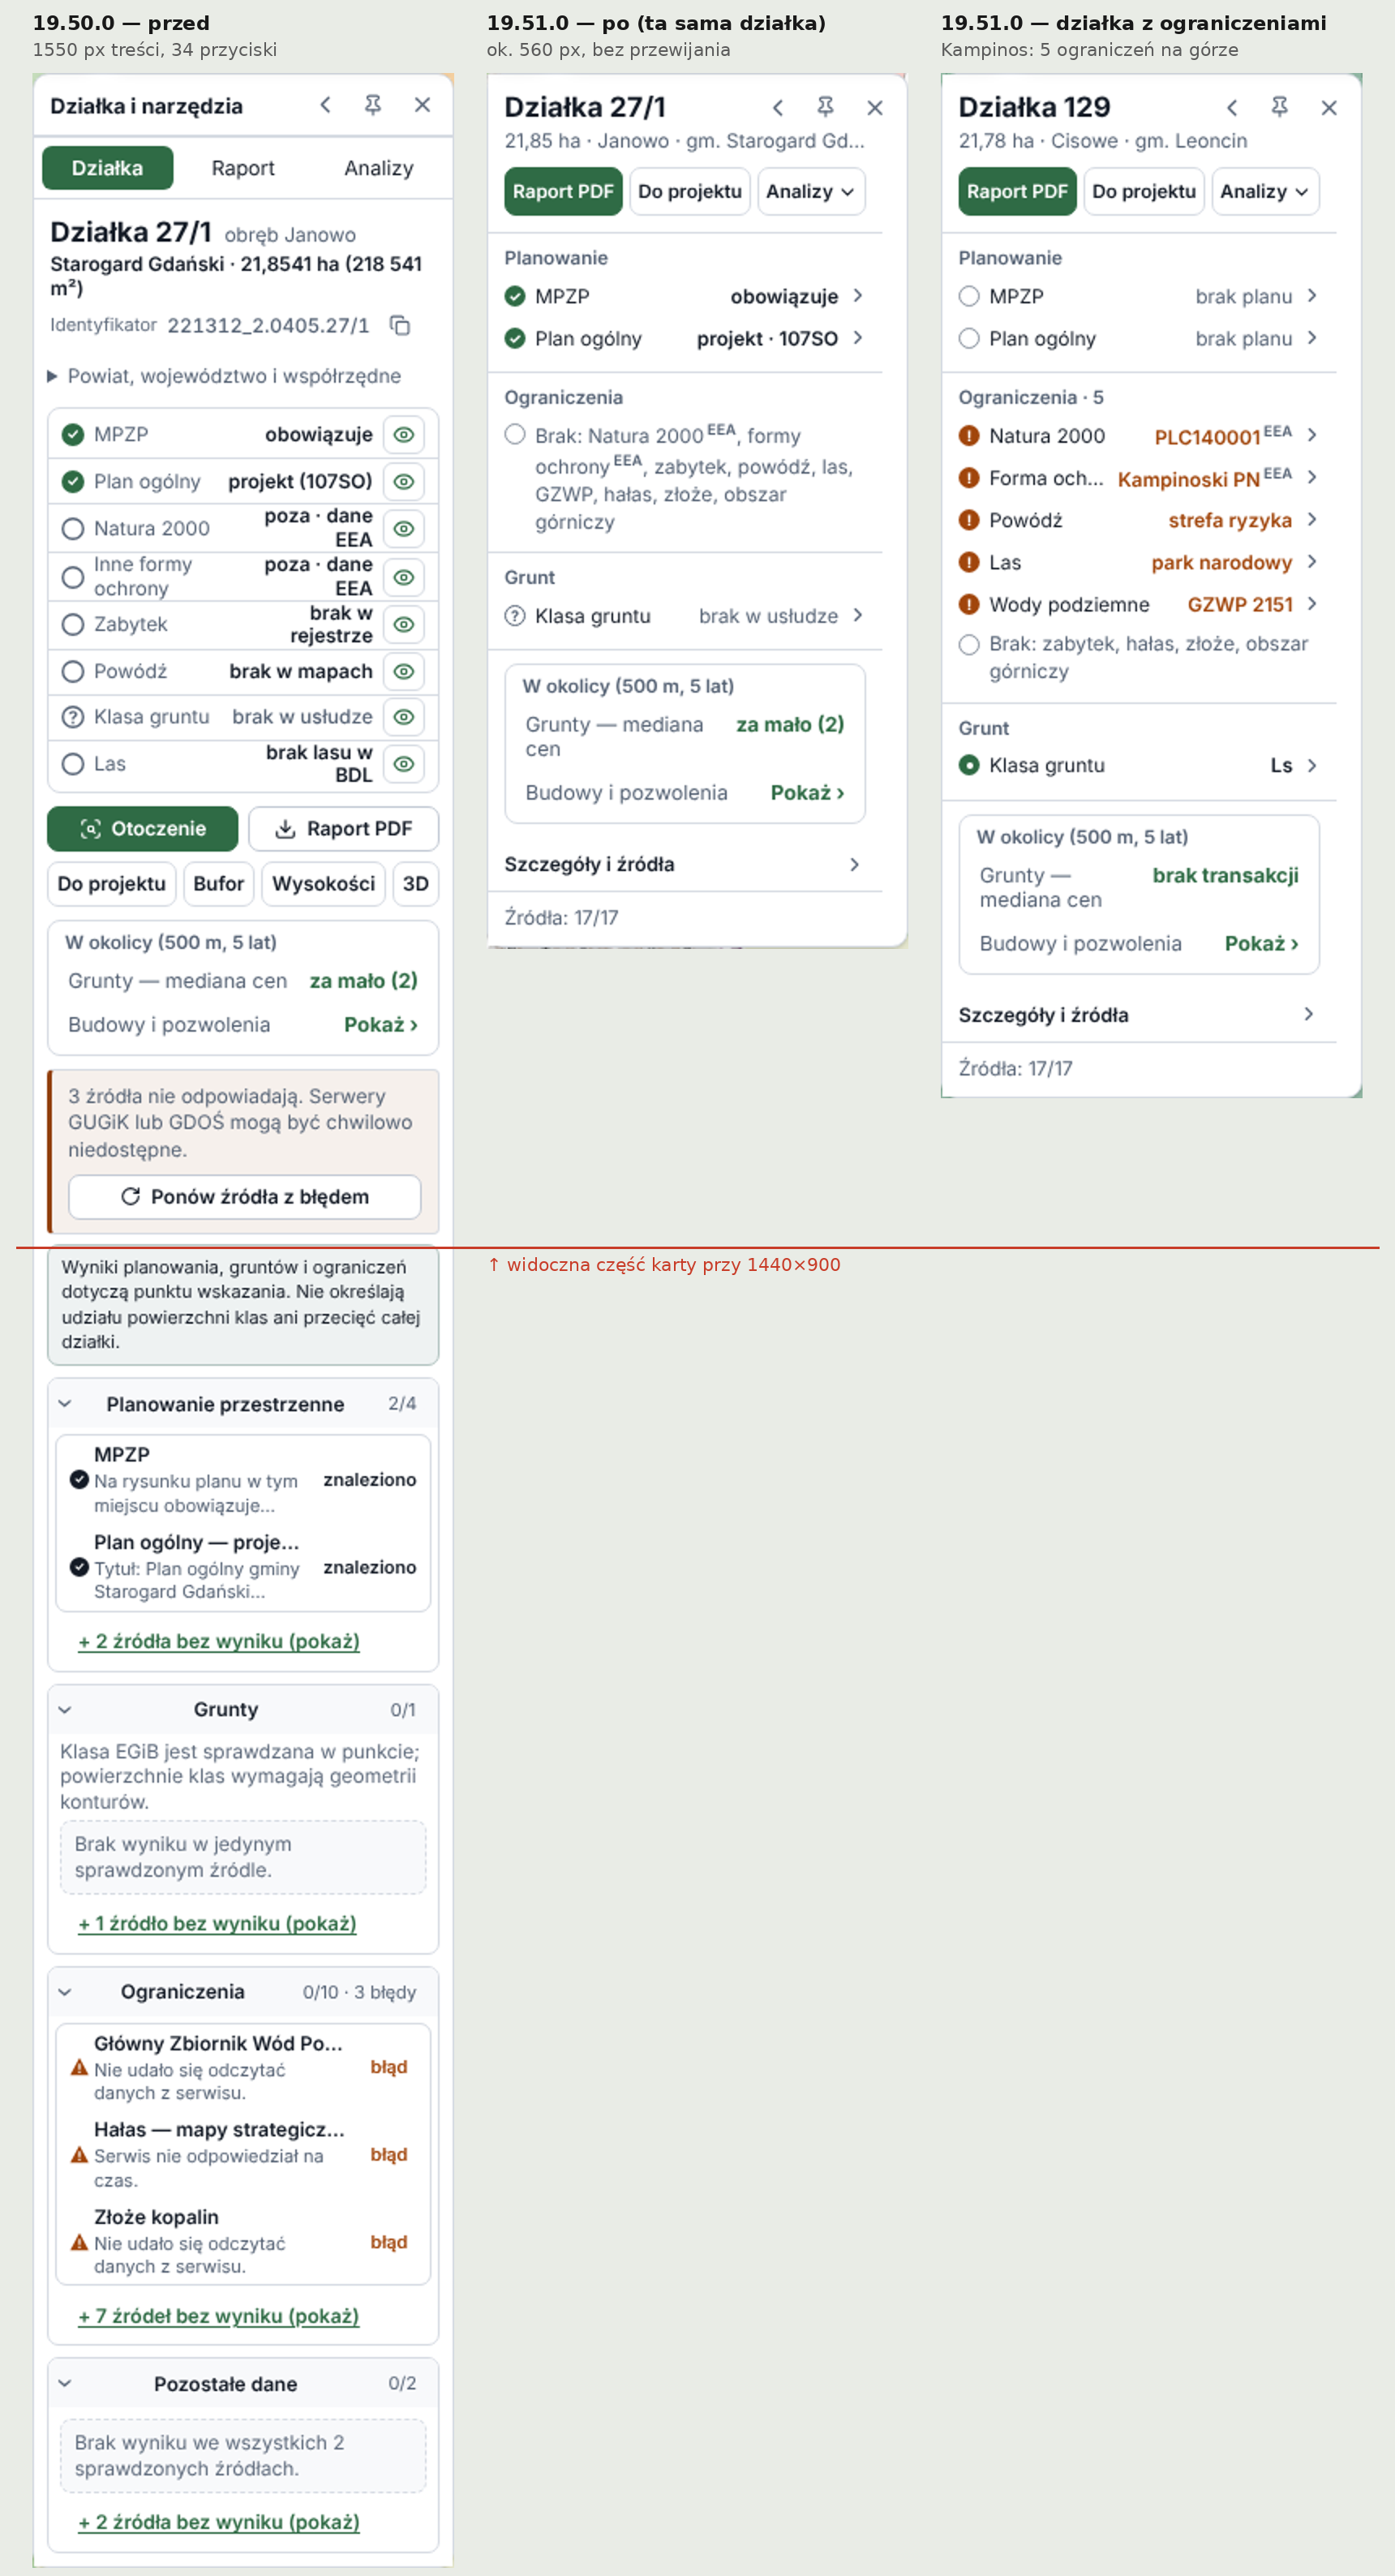 19.50.0 — przed
1550 px treści, 34 przyciski
Działka i narzędzia
Działka Raport Analizy
Działka 27/1 obręb Janowo
Starogard Gdański · 21,8541 ha (218 541
m²)
Identyfikator 221312_2.0405.27/1
Powiat, województwo i współrzędne
MPZP obowiązuje
Plan ogólny projekt (107SO)
Natura 2000 poza · dane
EEA
Inne formy
ochrony poza · dane
EEA
Zabytek brak w
rejestrze
Powódź brak w mapach
Klasa gruntu brak w usłudze
Las brak lasu w
BDL
Otoczenie Raport PDF
Do projektu Bufor Wysokości 3D
W okolicy (500 m, 5 lat)
Grunty — mediana cen za mało (2)
Budowy i pozwolenia Pokaż ›
3 źródła nie odpowiadają. Serwery
GUGiK lub GDOŚ mogą być chwilowo
niedostępne.
Ponów źródła z błędem
Wyniki planowania, gruntów i ograniczeń
dotyczą punktu wskazania. Nie określają
udziału powierzchni klas ani przecięć całej
działki.
Planowanie przestrzenne 2/4
MPZP
Na rysunku planu w tym
miejscu obowiązuje...
znaleziono
Plan ogólny — proje...
Tytuł: Plan ogólny gminy
Starogard Gdański...
znaleziono
+ 2 źródła bez wyniku (pokaż)
Grunty 0/1
Klasa EGiB jest sprawdzana w punkcie;
powierzchnie klas wymagają geometrii
konturów.
Brak wyniku w jedynym
sprawdzonym źródle.
+ 1 źródło bez wyniku (pokaż)
Ograniczenia 0/10 · 3 błędy
Główny Zbiornik Wód Po...
Nie udało się odczytać
danych z serwisu.
błąd
Hałas — mapy strategicz...
Serwis nie odpowiedział na
czas.
błąd
Złoże kopalin
Nie udało się odczytać
danych z serwisu.
błąd
+ 7 źródeł bez wyniku (pokaż)
Pozostałe dane 0/2
Brak wyniku we wszystkich 2
sprawdzonych źródłach.
+ 2 źródła bez wyniku (pokaż)
19.51.0 — po (ta sama działka)
ok. 560 px, bez przewijania
Działka 27/1
21,85 ha · Janowo · gm. Starogard Gd...
Raport PDF Do projektu Analizy
Planowanie
MPZP obowiązuje
Plan ogólny projekt · 107SO
Ograniczenia
Brak: Natura 2000 EEA, formy
ochrony EEA, zabytek, powódź, las,
GZWP, hałas, złoże, obszar
górniczy
Grunt
Klasa gruntu brak w usłudze
W okolicy (500 m, 5 lat)
Grunty — mediana
cen
za mało (2)
Budowy i pozwolenia Pokaż ›
Szczegóły i źródła
Źródła: 17/17
↑ widoczna część karty przy 1440×900
19.51.0 — działka z ograniczeniami
Kampinos: 5 ograniczeń na górze
Działka 129
21,78 ha · Cisowe · gm. Leoncin
Raport PDF Do projektu Analizy
Planowanie
MPZP brak planu
Plan ogólny brak planu
Ograniczenia · 5
Natura 2000 PLC140001 EEA
Forma och... Kampinoski PN EEA
Powódź strefa ryzyka
Las park narodowy
Wody podziemne GZWP 2151
Brak: zabytek, hałas, złoże, obszar
górniczy
Grunt
Klasa gruntu Ls
W okolicy (500 m, 5 lat)
Grunty —
mediana cen
brak transakcji
Budowy i pozwolenia Pokaż ›
Szczegóły i źródła
Źródła: 17/17